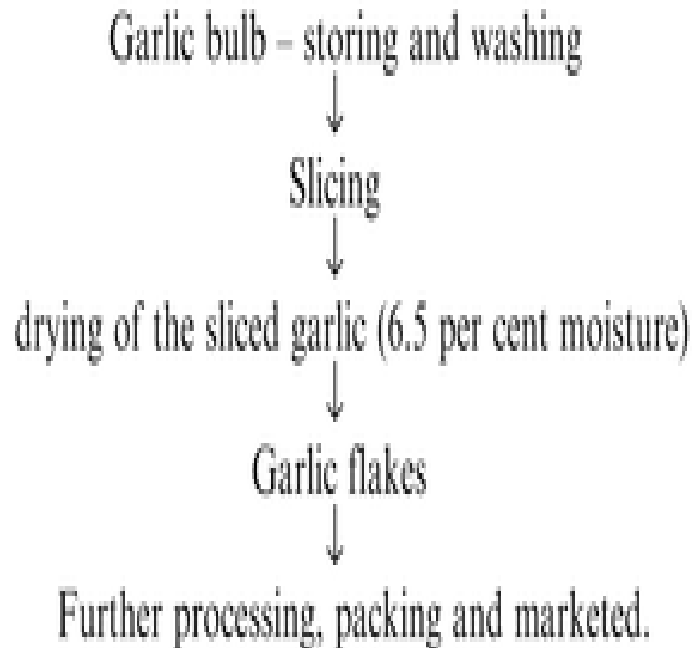 Garlic bulb – storing and washing
Slicing
drying of the sliced garlic (6.5 per cent moisture)
Garlic flakes
Further processing, packing and marketed.